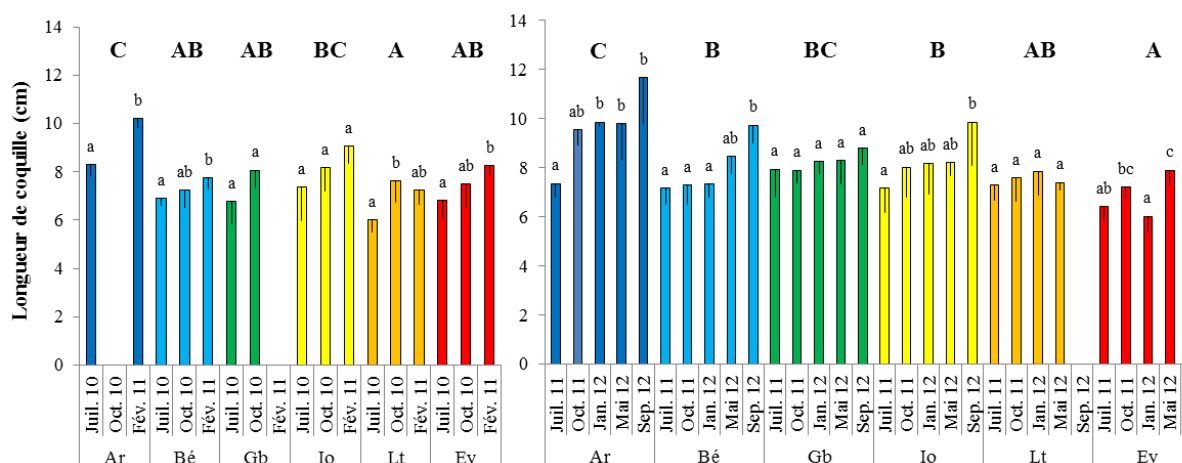 Longueur de coquille (cm)
14
12
10
8
6
4
2
0
C AB AB BC A AB
a b a ab b a a a a a a b ab a ab b
Juil. 10 Oct. 10 Fév. 11 Juil. 10 Oct. 10 Fév. 11 Juil. 10 Oct. 10 Fév. 11 Juil. 10 Oct. 10 Fév. 11 Juil. 10 Oct. 10 Fév. 11 Juil. 10 Oct. 10 Fév. 11
Ar Bé Gb Io Lt Ev
14
12
10
8
6
4
2
0
C B BC B AB A
a ab b b b a a a ab b a a a a a a ab ab ab b a a a a ab bc a c
Juil. 11 Oct. 11 Jan. 12 Mai 12 Sep. 12 Juil. 11 Oct. 11 Jan. 12 Mai 12 Sep. 12 Juil. 11 Oct. 11 Jan. 12 Mai 12 Sep. 12 Juil. 11 Oct. 11 Jan. 12 Mai 12 Sep. 12 Juil. 11 Oct. 11 Jan. 12 Mai 12 Sep. 12 Juil. 11 Oct. 11 Jan. 12 Mai 12
Ar Bé Gb Io Lt Ev